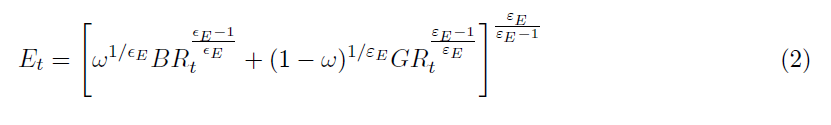 $E_t = \left[ \omega^{1/\epsilon_E} BR_t^{\frac{\epsilon_E - 1}{\epsilon_E}} + (1 - \omega)^{1/\varepsilon_E} GR_t^{\frac{\varepsilon_E - 1}{\varepsilon_E}} \right]^{\frac{\varepsilon_E}{\varepsilon_E - 1}}$ (2)